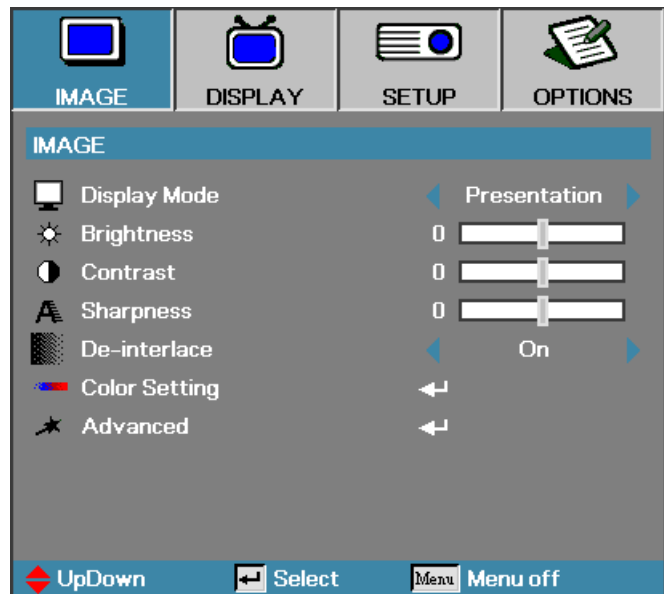 IMAGE DISPLAY SETUP OPTIONS
IMAGE
Display Mode Presentation
Brightness 0
Contrast 0
Sharpness 0
De-interlace On
Color Setting
Advanced
UpDown Select Menu Menu off